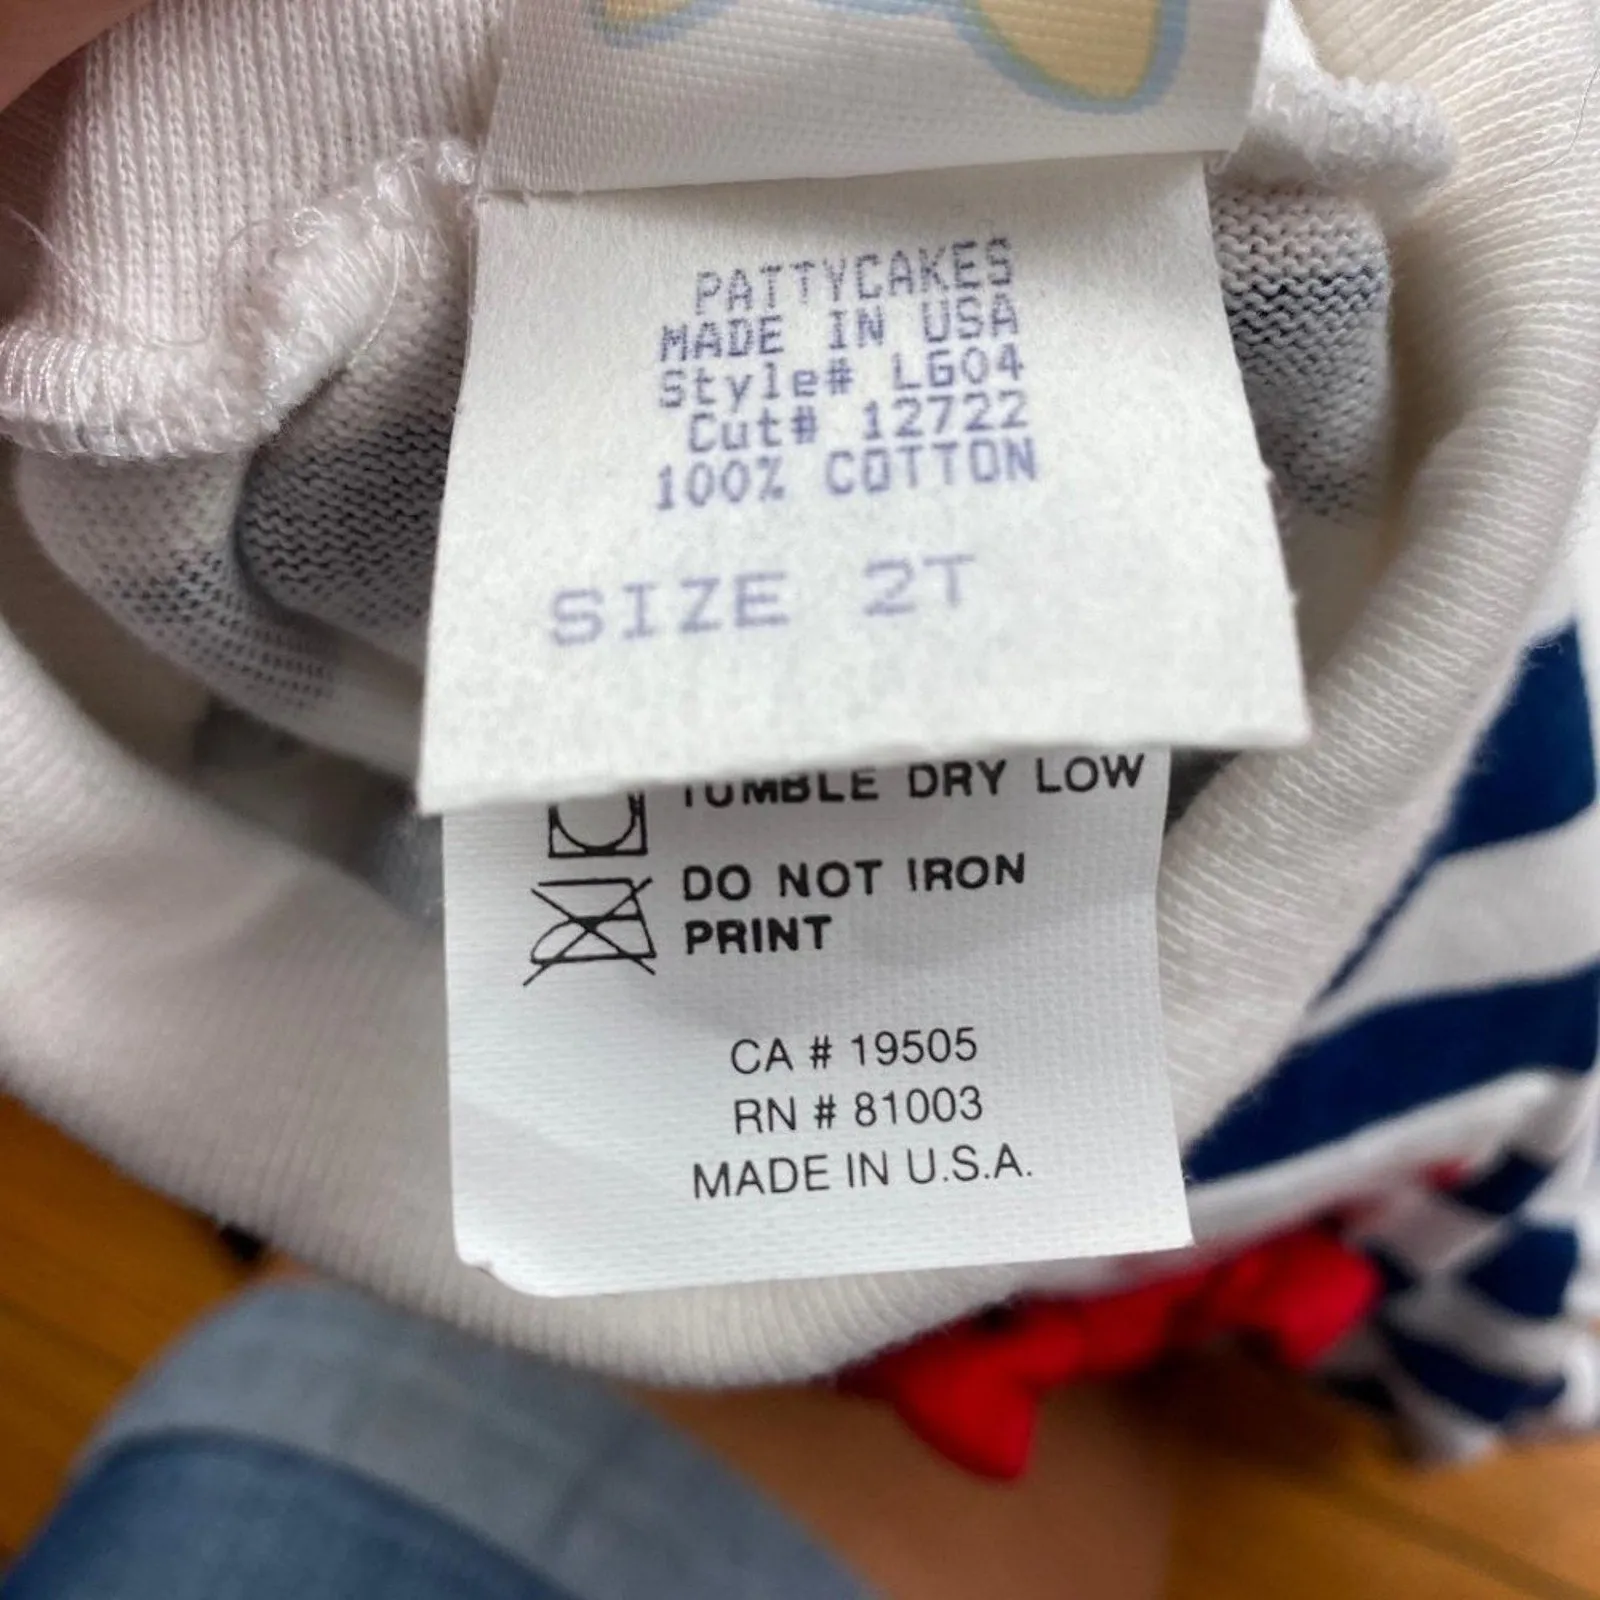 PATTYCAKES
MADE IN USA
Style# LG04
Cut# 12722
100% COTTON
SIZE 2T
TUMBLE DRY LOW
DO NOT IRON
PRINT
CA # 19505
RN # 81003
MADE IN U.S.A.